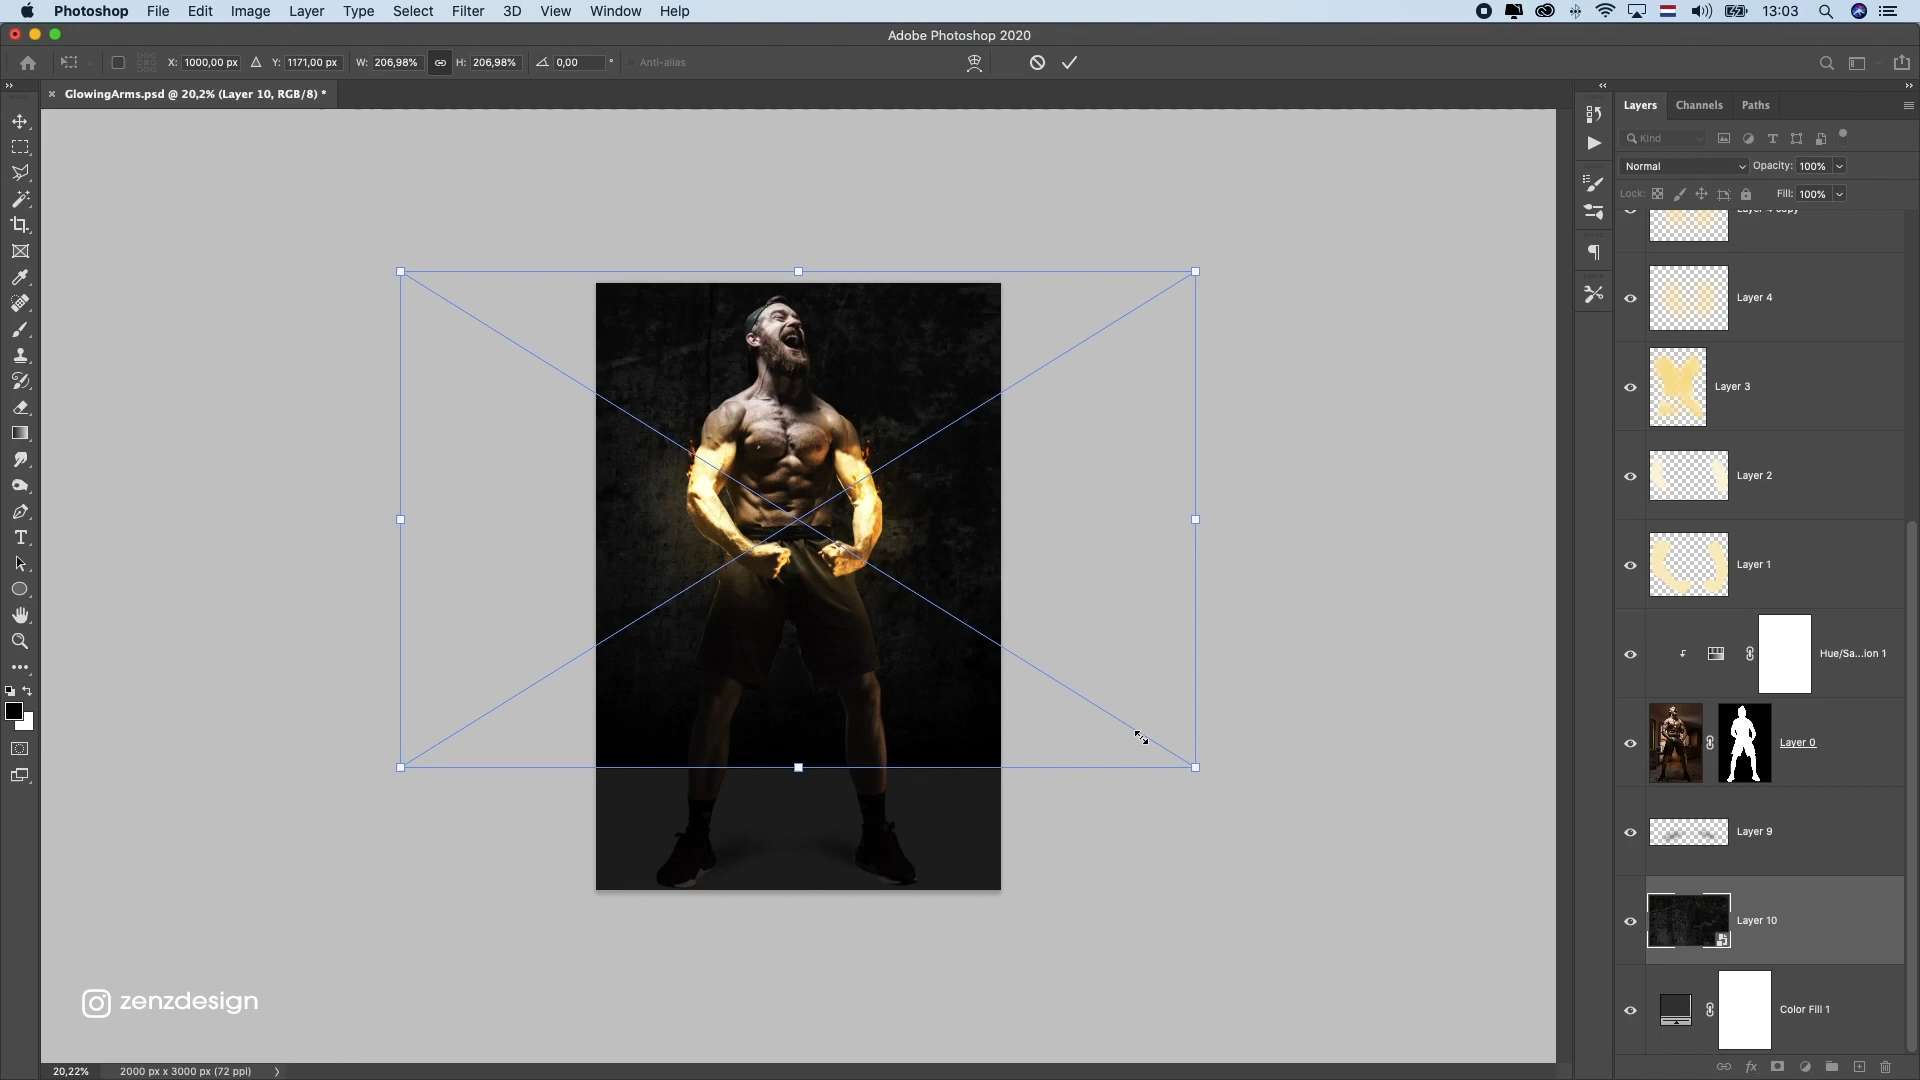 Photoshop File Edit Image Layer Type Select Filter 3D View Window Help 13:03
Adobe Photoshop 2020
X: 1000,00 px Y: 1171,00 px W: 206,98% H: 206,98% 0,00 ° Anti-alias
GlowingArms.psd @ 20,2% (Layer 10, RGB/8) *
Layers Channels Paths
Kind
Normal Opacity: 100%
Lock: Fill: 100%
Layer 4 copy
Layer 4
Layer 3
Layer 2
Layer 1
Hue/Sa...ion 1
Layer 0
Layer 9
Layer 10
Color Fill 1
zenzdesign
20,22% 2000 px x 3000 px (72 ppi)